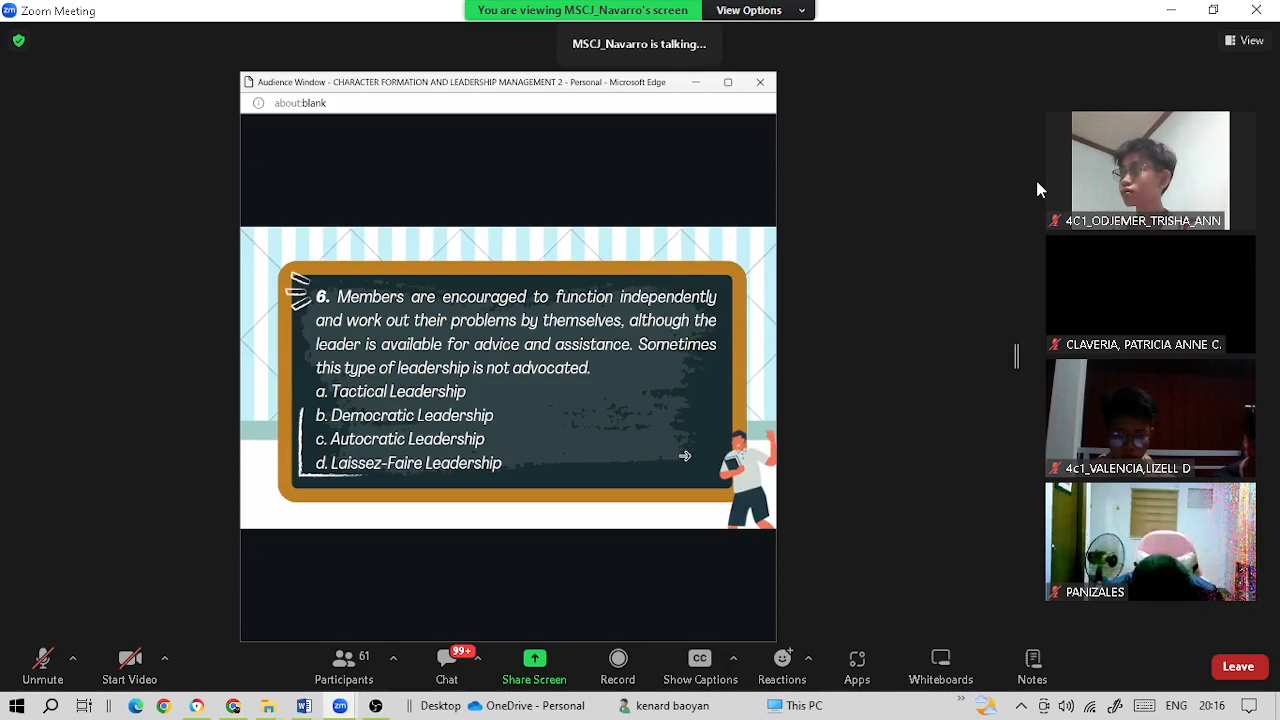 Zoom Meeting
You are viewing MSCJ_Navarro's screen
View Options
MSCJ_Navarro is talking...
View
Audience Window - CHARACTER FORMATION AND LEADERSHIP MANAGEMENT 2 - Personal - Microsoft Edge
about:blank
6. Members are encouraged to function independently
and work out their problems by themselves, although the
leader is available for advice and assistance. Sometimes
this type of leadership is not advocated.
a. Tactical Leadership
b. Democratic Leadership
c. Autocratic Leadership
d. Laissez-Faire Leadership
4C1_ODJEMER_TRISHA_ANN
CLAVERIA, PATRICIA ANNE C.
4c1_VALENCIA,LIZELL D
PANIZALES
Unmute
Start Video
61
Participants
99+
Chat
Share Screen
Record
CC
Show Captions
Reactions
Apps
Whiteboards
Notes
Leave
Desktop
OneDrive - Personal
kenard baoyan
This PC
ENG
20:16